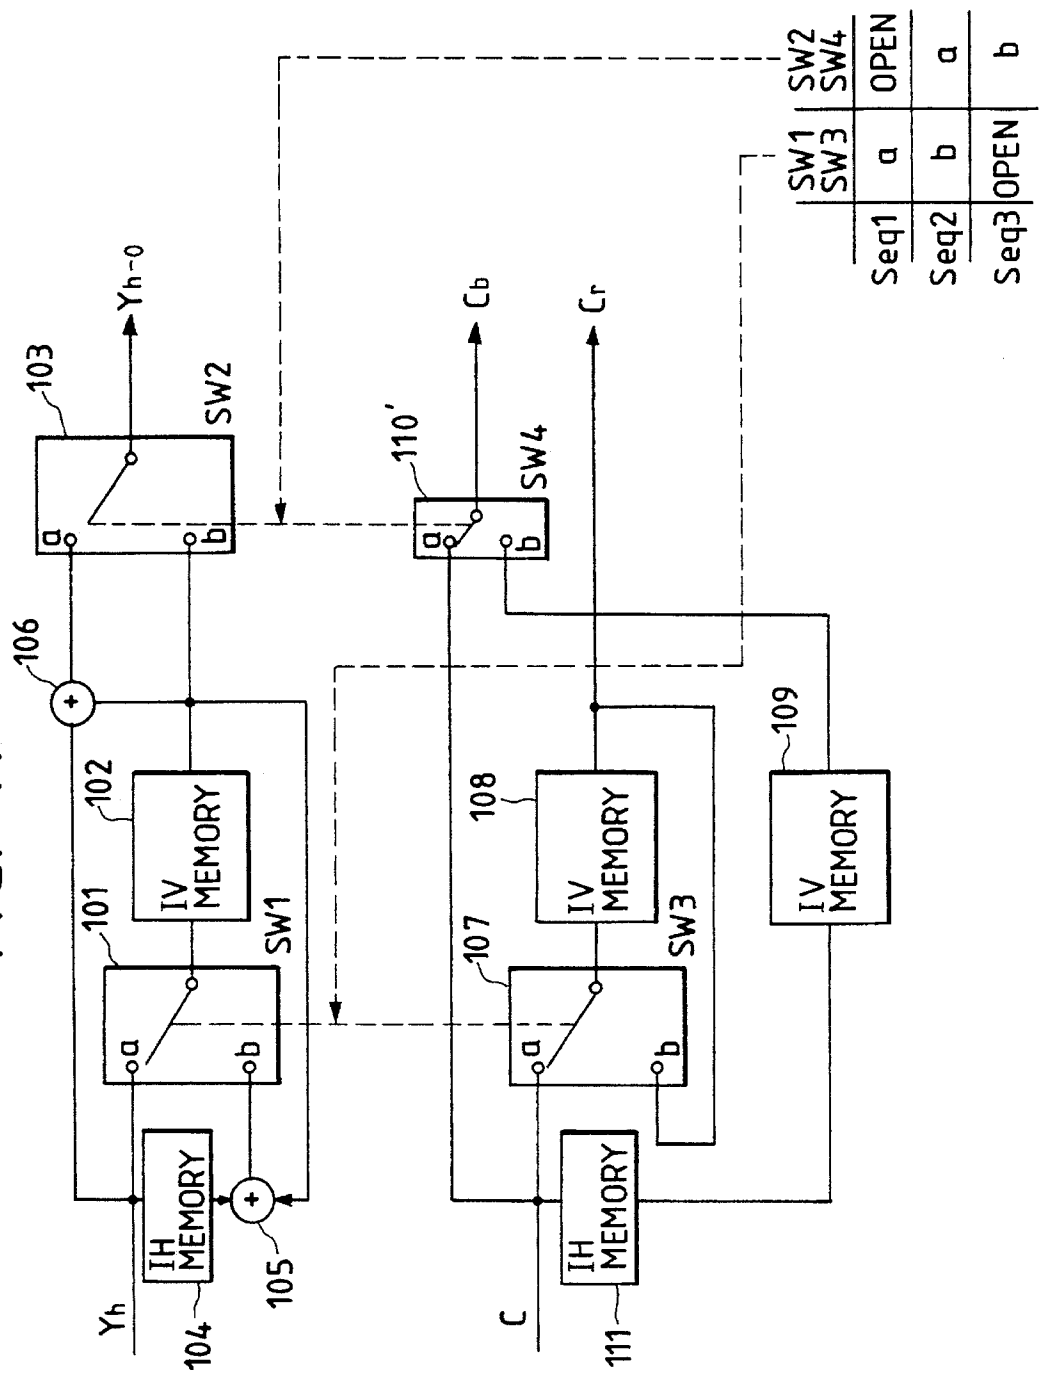 103
Yh-0
SW2
a
b
106
102
IV
MEMORY
101
SW1
a
b
Yh
IH
MEMORY
104
+
+
105
110'
Cb
SW4
a
b
Cr
108
IV
MEMORY
107
SW3
a
b
C
IH
MEMORY
111
109
IV
MEMORY
SW1 SW2
SW3 SW4
Seq1 a OPEN
Seq2 b a
Seq3 OPEN b